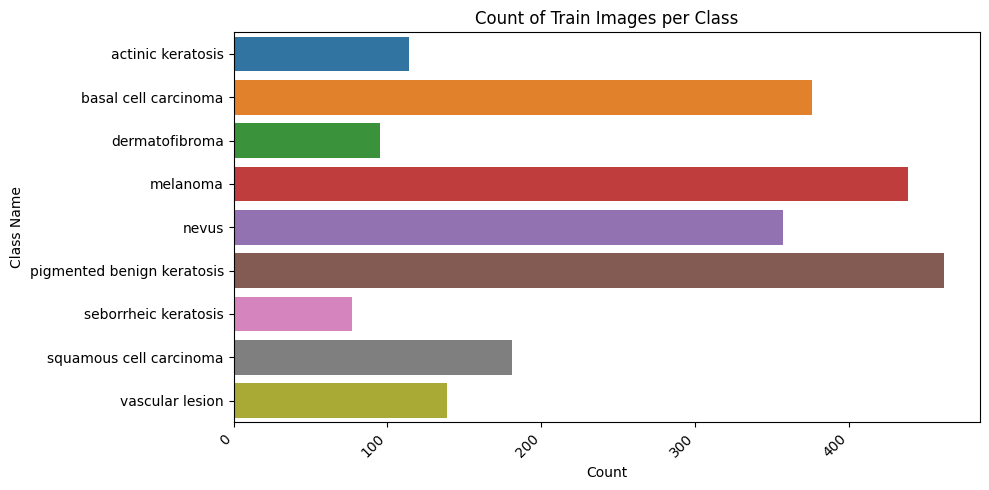 Count of Train Images per Class
Class Name
actinic keratosis
basal cell carcinoma
dermatofibroma
melanoma
nevus
pigmented benign keratosis
seborrheic keratosis
squamous cell carcinoma
vascular lesion
0
100
200
300
400
Count